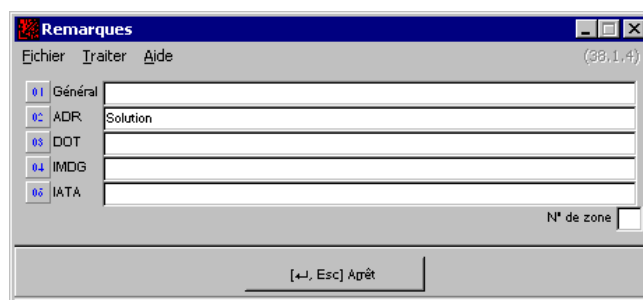 Remarques
Fichier Traiter Aide (38.1.4)
01 Général
02 ADR Solution
03 DOT
04 IMDG
05 IATA
N° de zone
[↵, Esc] Arrêt